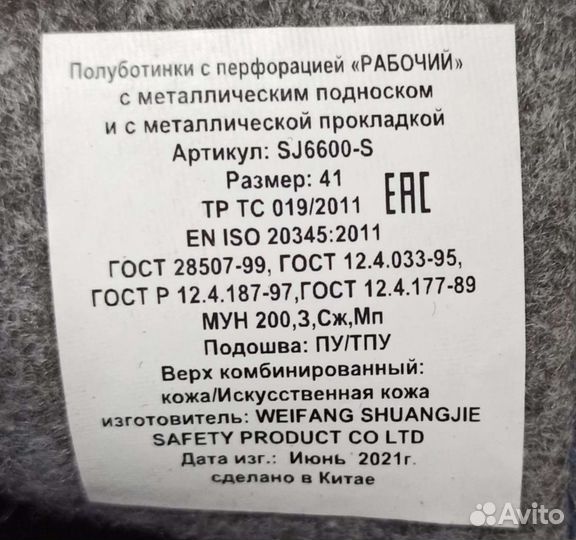 Полуботинки с перфорацией «РАБОЧИЙ»
с металлическим подноском
и с металлической прокладкой
Артикул: SJ6600-S
Размер: 41
ТР ТС 019/2011 ЕАС
EN ISO 20345:2011
ГОСТ 28507-99, ГОСТ 12.4.033-95,
ГОСТ Р 12.4.187-97,ГОСТ 12.4.177-89
МУН 200,З,Сж,Мп
Подошва: ПУ/ТПУ
Верх комбинированный:
кожа/Искусственная кожа
изготовитель: WEIFANG SHUANGJIE
SAFETY PRODUCT CO LTD
Дата изг.: Июнь 2021г.
сделано в Китае
Avito